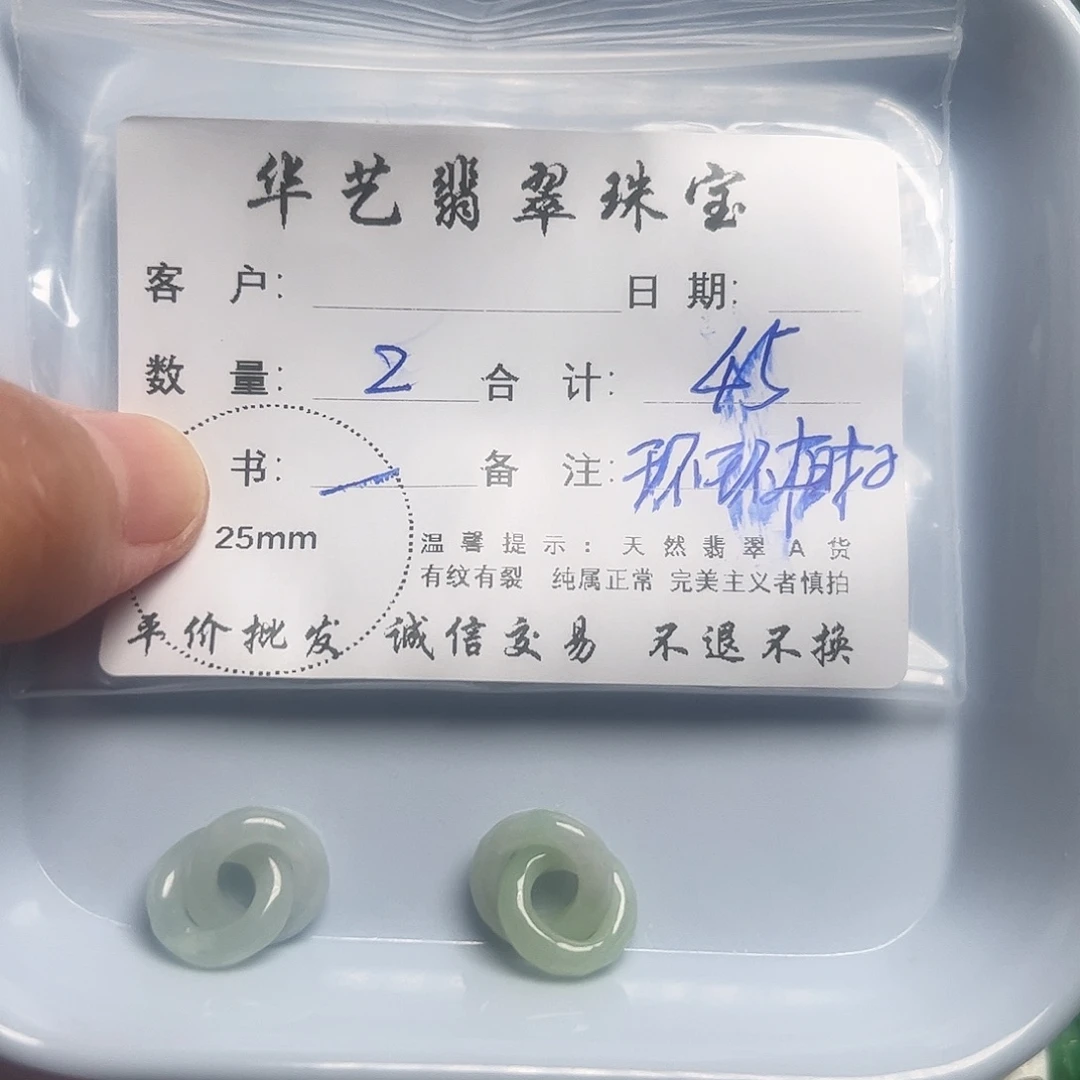 华艺翡翠珠宝
客 户: 日 期:
数 量: 2 合 计: 45
书: 备 注: 环环相扣
25mm
温馨提示:天然翡翠A货
有纹有裂 纯属正常 完美主义者慎拍
平价批发 诚信交易 不退不换